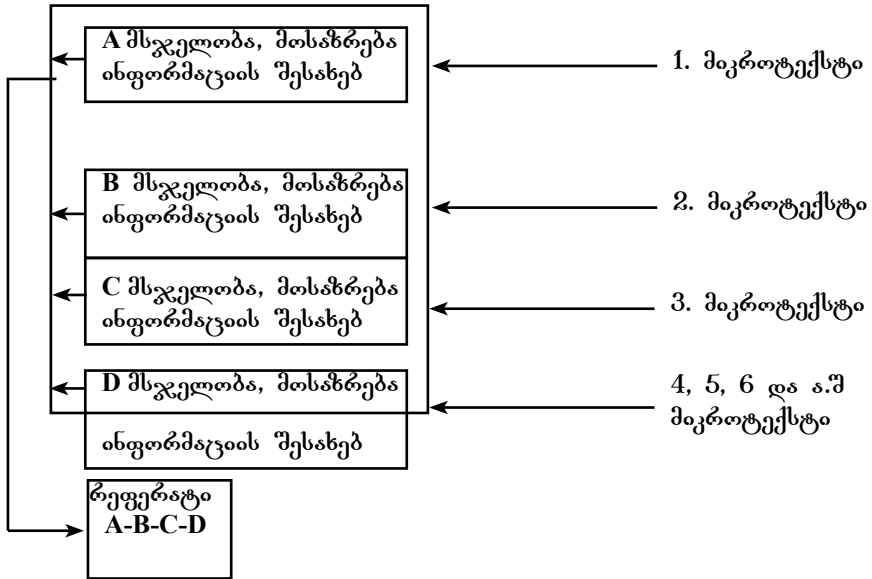 A მსჯელობა, მოსაზრება
ინფორმაციის შესახებ
1. მიკროტექსტი
B მსჯელობა, მოსაზრება
ინფორმაციის შესახებ
2. მიკროტექსტი
C მსჯელობა, მოსაზრება
ინფორმაციის შესახებ
3. მიკროტექსტი
D მსჯელობა, მოსაზრება
ინფორმაციის შესახებ
4, 5, 6 და ა.შ
მიკროტექსტი
რეფერატი
A-B-C-D